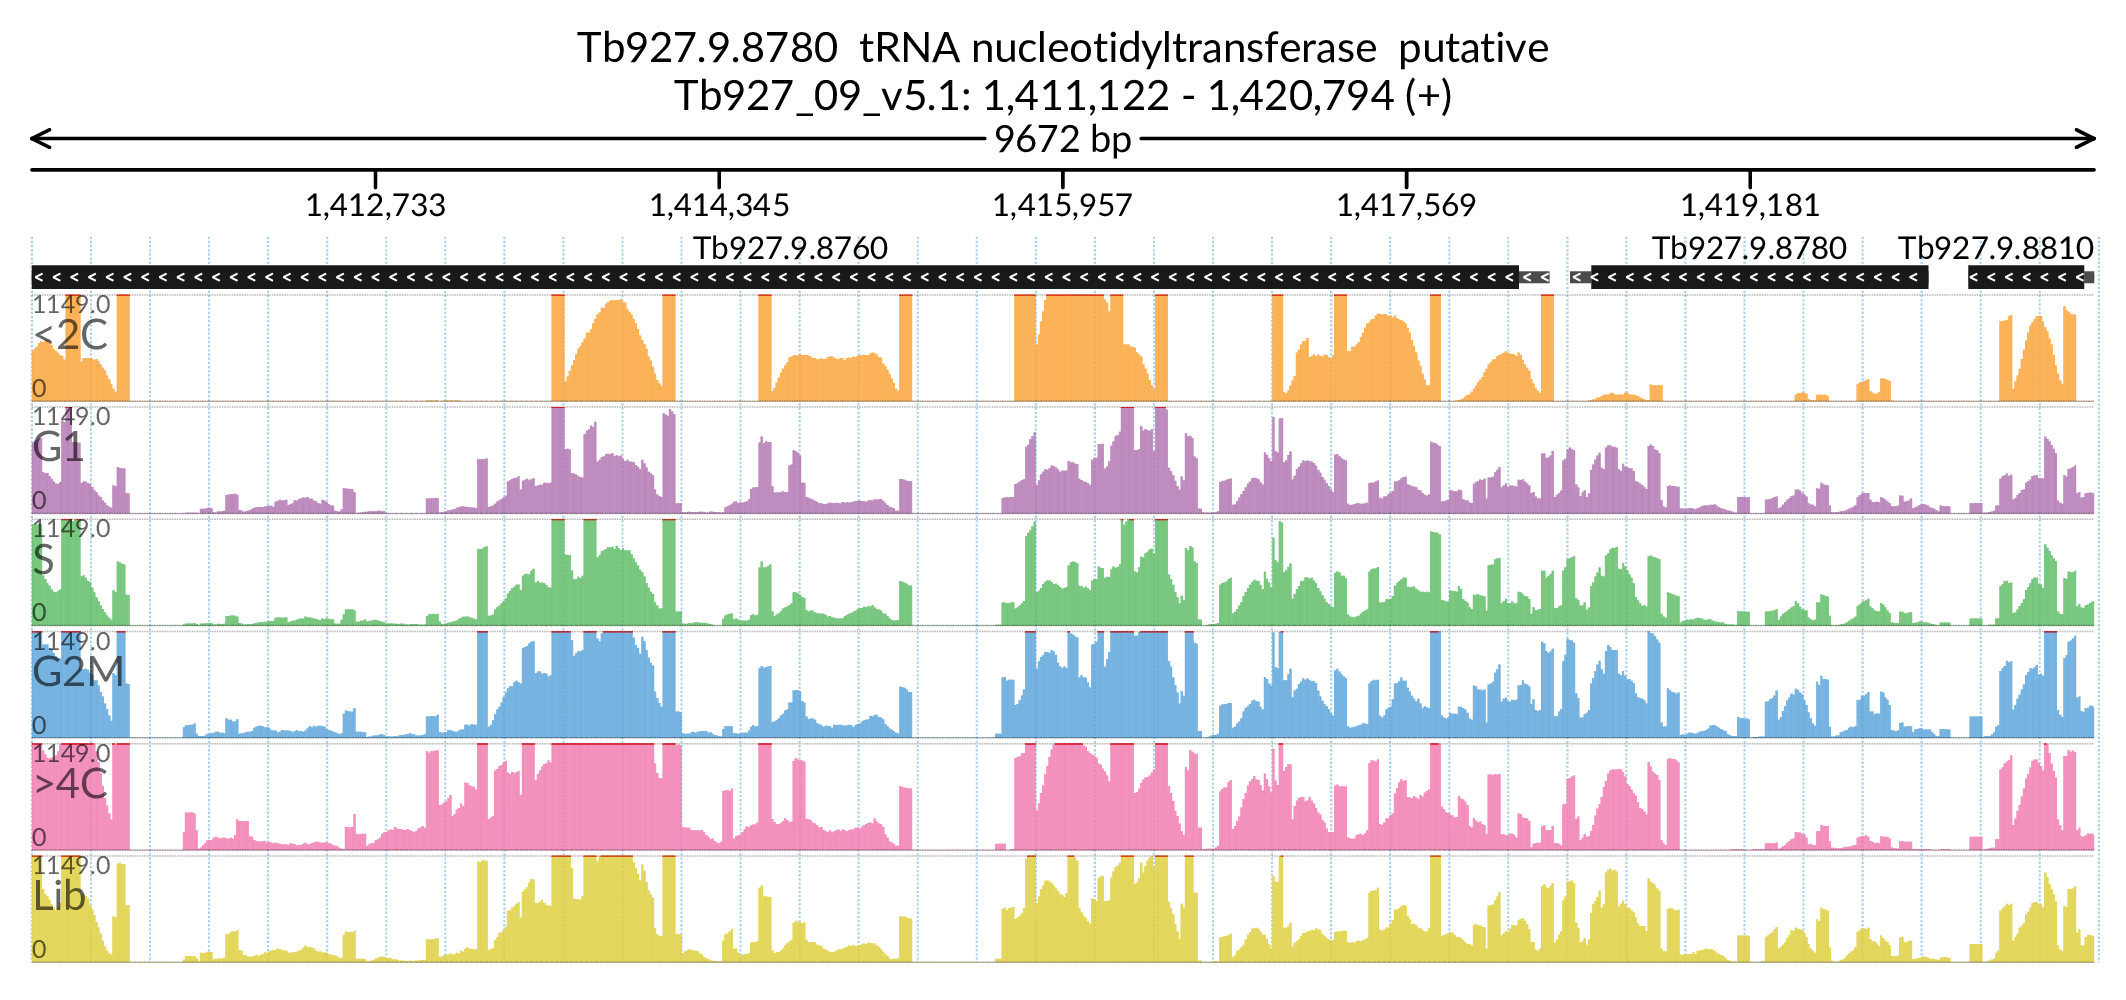 Tb927.9.8780 tRNA nucleotidyltransferase putative
Tb927_09_v5.1: 1,411,122 - 1,420,794 (+)
9672 bp
1,412,733 1,414,345 1,415,957 1,417,569 1,419,181
Tb927.9.8760 Tb927.9.8780 Tb927.9.8810
1149.0
<2C
0
1149.0
G1
0
1149.0
S
0
1149.0
G2M
0
1149.0
>4C
0
1149.0
Lib
0